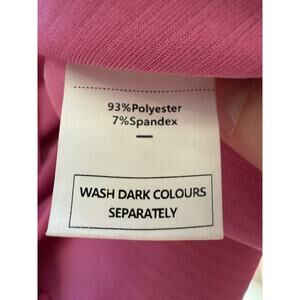 93%Polyester
7%Spandex
WASH DARK COLOURS
SEPARATELY